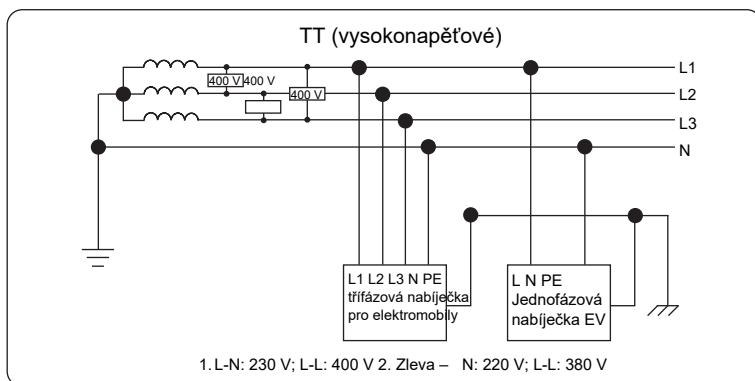 TT (vysokonapěťové)
L1
400 V 400 V
L2
400 V
L3
N
L1 L2 L3 N PE
třífázová nabíječka
pro elektromobily
L N PE
Jednofázová
nabíječka EV
1. L-N: 230 V; L-L: 400 V 2. Zleva – N: 220 V; L-L: 380 V